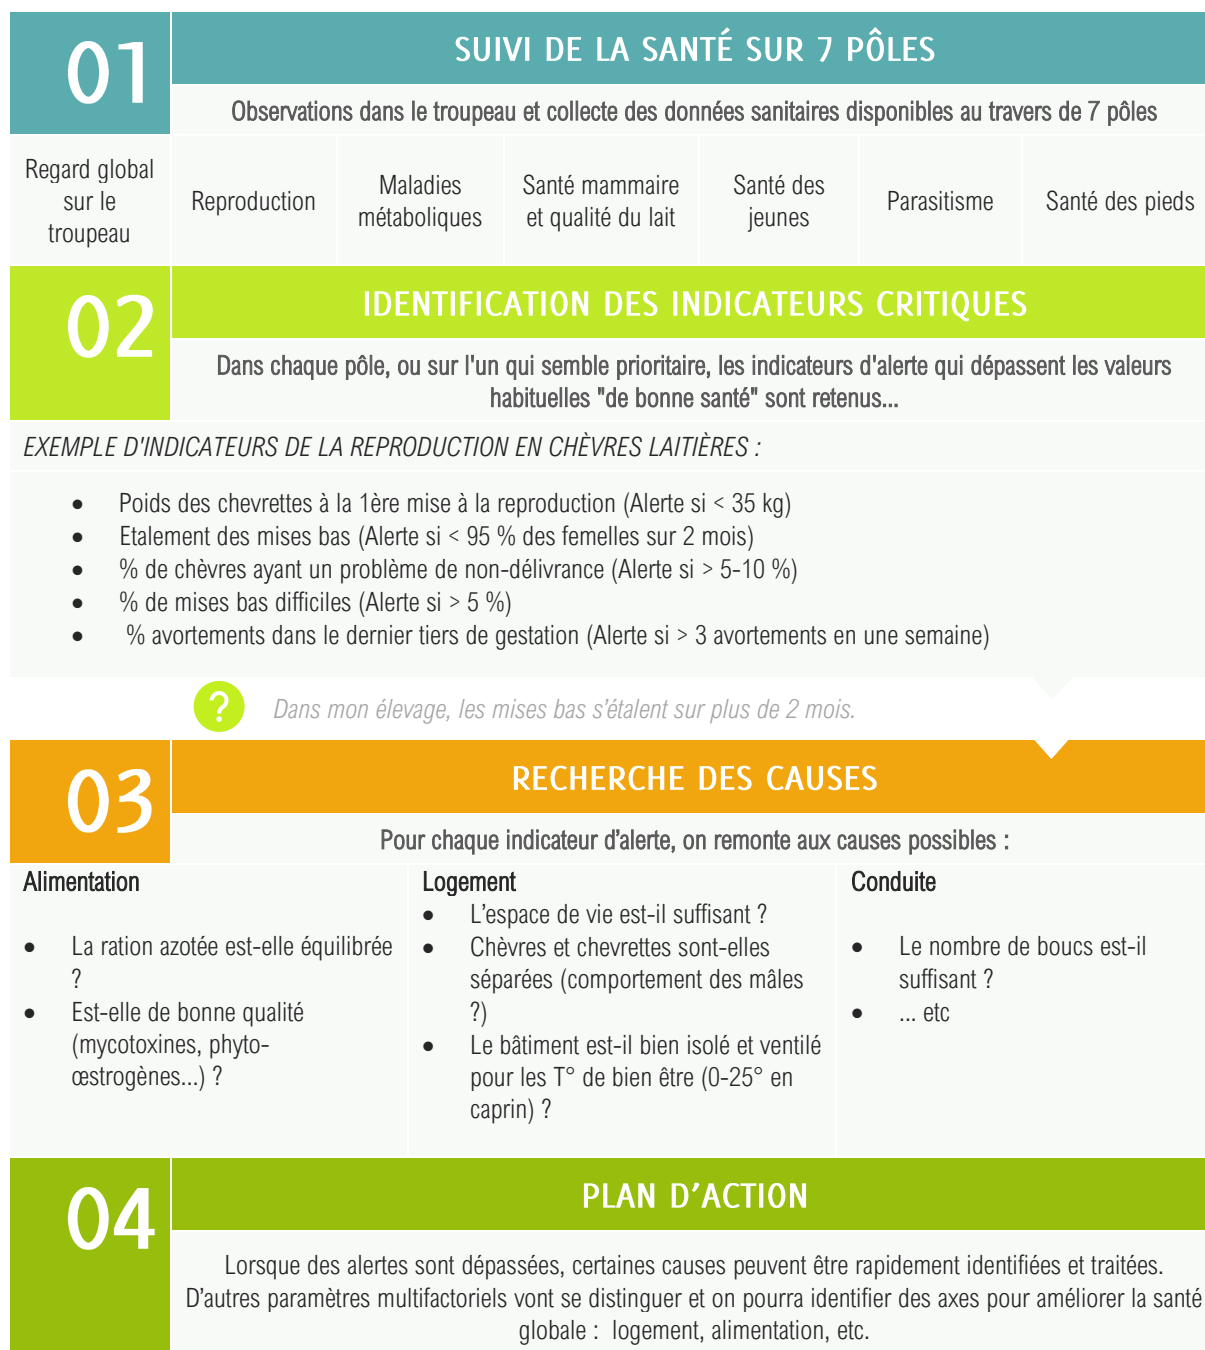 01
SUIVI DE LA SANTÉ SUR 7 PÔLES
Observations dans le troupeau et collecte des données sanitaires disponibles au travers de 7 pôles
Regard global
sur le
troupeau
Reproduction
Maladies
métaboliques
Santé mammaire
et qualité du lait
Santé des
jeunes
Parasitisme
Santé des pieds
02
IDENTIFICATION DES INDICATEURS CRITIQUES
Dans chaque pôle, ou sur l'un qui semble prioritaire, les indicateurs d'alerte qui dépassent les valeurs
habituelles "de bonne santé" sont retenus...
EXEMPLE D'INDICATEURS DE LA REPRODUCTION EN CHÈVRES LAITIÈRES :
• Poids des chevrettes à la 1ère mise à la reproduction (Alerte si < 35 kg)
• Etalement des mises bas (Alerte si < 95 % des femelles sur 2 mois)
• % de chèvres ayant un problème de non-délivrance (Alerte si > 5-10 %)
• % de mises bas difficiles (Alerte si > 5 %)
• % avortements dans le dernier tiers de gestation (Alerte si > 3 avortements en une semaine)
?
Dans mon élevage, les mises bas s’étalent sur plus de 2 mois.
03
RECHERCHE DES CAUSES
Pour chaque indicateur d’alerte, on remonte aux causes possibles :
Alimentation
• La ration azotée est-elle équilibrée
?
• Est-elle de bonne qualité
(mycotoxines, phyto-
œstrogènes...) ?
Logement
• L’espace de vie est-il suffisant ?
• Chèvres et chevrettes sont-elles
séparées (comportement des mâles
?)
• Le bâtiment est-il bien isolé et ventilé
pour les T° de bien être (0-25° en
caprin) ?
Conduite
• Le nombre de boucs est-il
suffisant ?
• ... etc
04
PLAN D’ACTION
Lorsque des alertes sont dépassées, certaines causes peuvent être rapidement identifiées et traitées.
D’autres paramètres multifactoriels vont se distinguer et on pourra identifier des axes pour améliorer la santé
globale : logement, alimentation, etc.